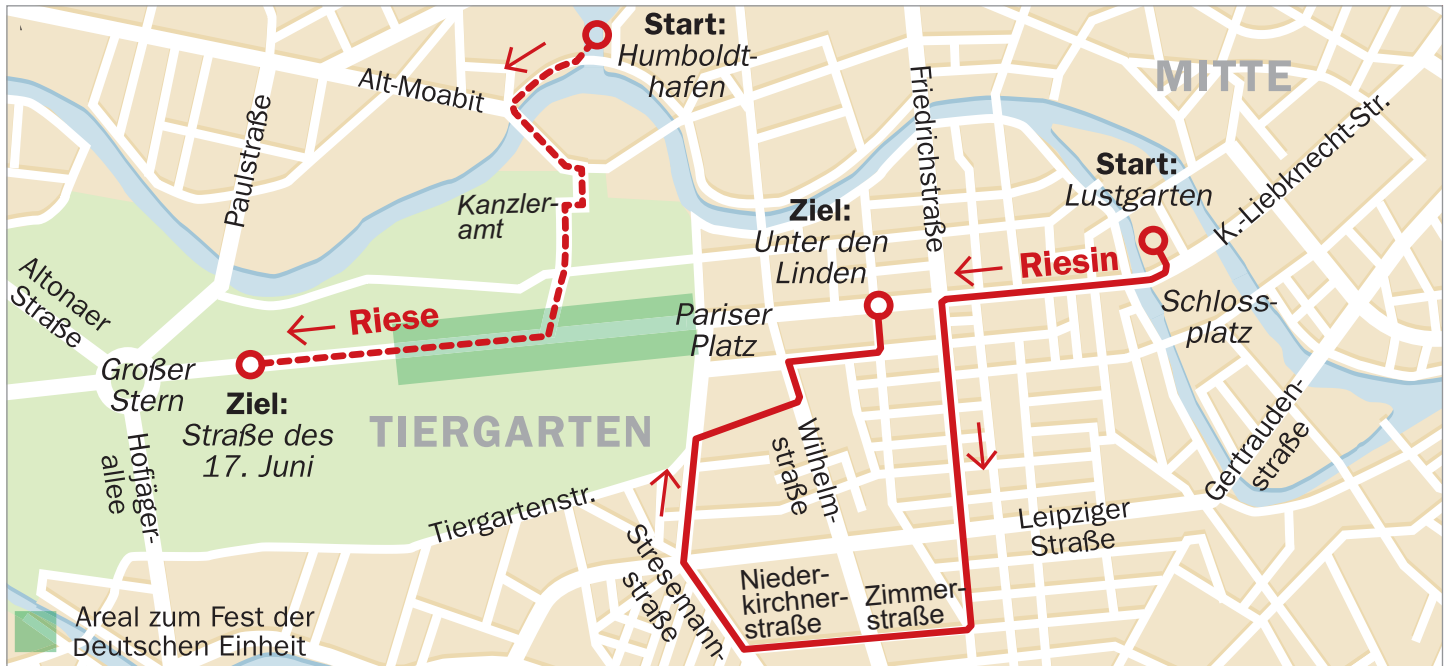 Start:
Humboldt-
hafen
Alt-Moabit
MITTE
Friedrichstraße
K.-Liebknecht-Str.
Paulstraße
Start:
Lustgarten
Kanzler-
amt
Ziel:
Unter den
Linden
Riesin
Altonaer
Straße
Riese
Pariser
Platz
Schloss-
platz
Großer
Stern
Ziel:
Straße des
17. Juni
TIERGARTEN
Hofjäger-
allee
Wilhelm-
straße
Gertrauden-
straße
Tiergartenstr.
Leipziger
Straße
Stresemann-
straße
Nieder-
kirchner-
straße
Zimmer-
straße
Areal zum Fest der
Deutschen Einheit